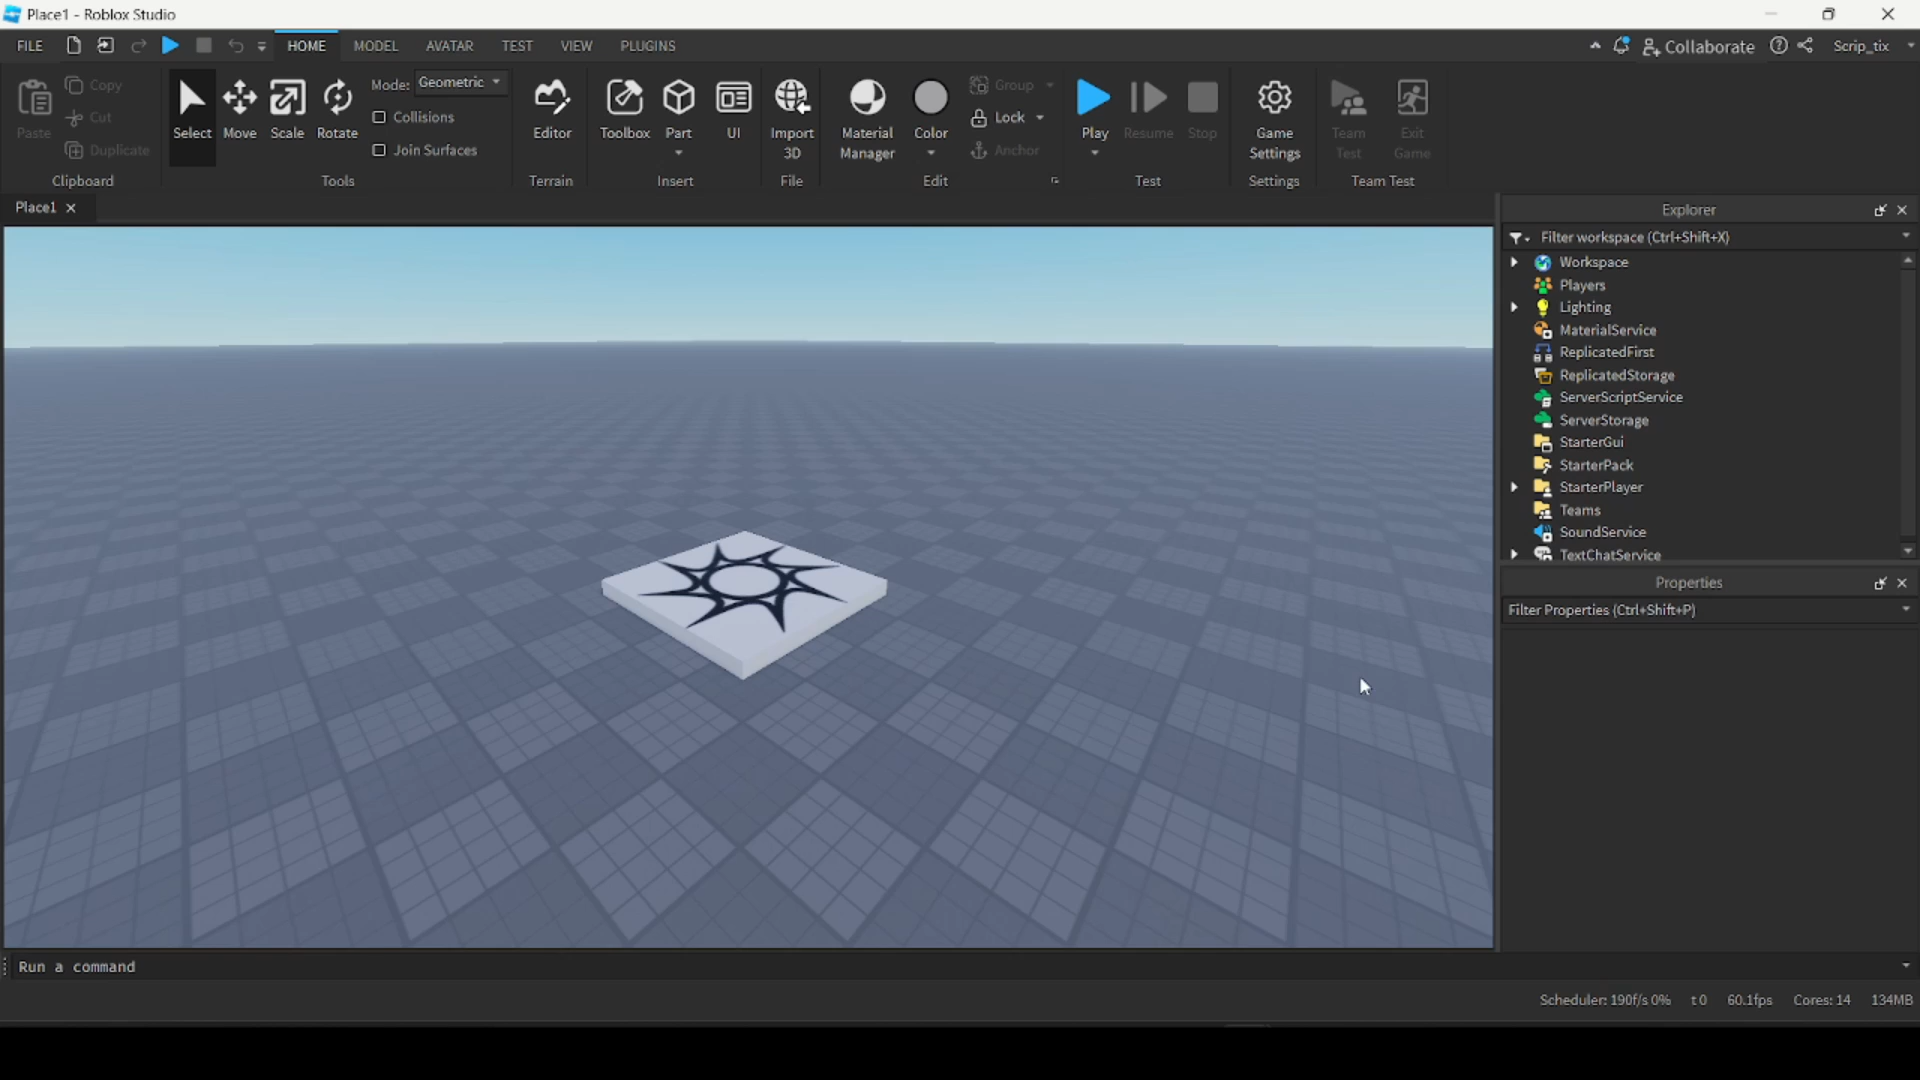 Place1 - Roblox Studio
FILE HOME MODEL AVATAR TEST VIEW PLUGINS Collaborate Scrip_tix
Paste Copy Cut Duplicate
Clipboard
Select Move Scale Rotate
Mode: Geometric
Collisions
Join Surfaces
Tools
Editor
Terrain
Toolbox Part UI
Insert
Import 3D
File
Material Manager Color
Group
Lock
Anchor
Edit
Play Resume Stop
Test
Game Settings
Settings
Team Test Exit Game
Team Test
Place1
Explorer
Filter workspace (Ctrl+Shift+X)
Workspace
Players
Lighting
MaterialService
ReplicatedFirst
ReplicatedStorage
ServerScriptService
ServerStorage
StarterGui
StarterPack
StarterPlayer
Teams
SoundService
TextChatService
Properties
Filter Properties (Ctrl+Shift+P)
Run a command
Scheduler: 190f/s 0% t 0 60.1fps Cores: 14 134MB